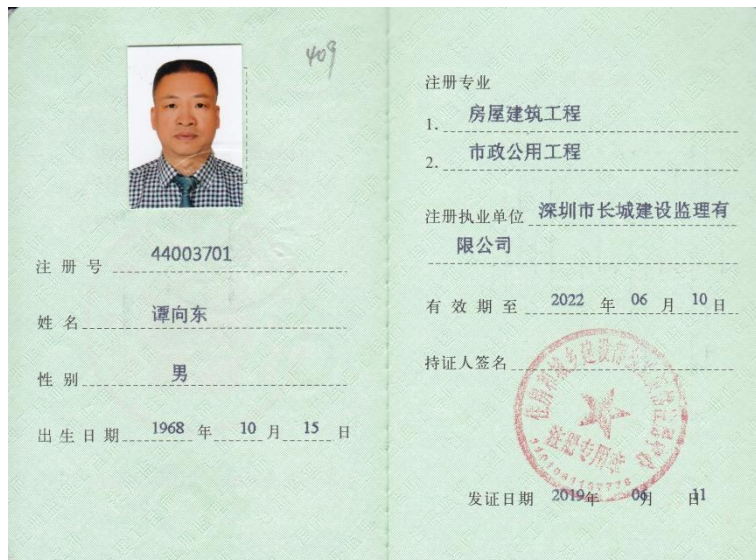 409
注册号 44003701
姓名 谭向东
性别 男
出生日期 1968 年 10 月 15 日
注册专业
1. 房屋建筑工程
2. 市政公用工程
注册执业单位 深圳市长城建设监理有
限公司
有效期至 2022 年 06 月 10 日
持证人签名
注册专用章
发证日期 2019年 06月 日11